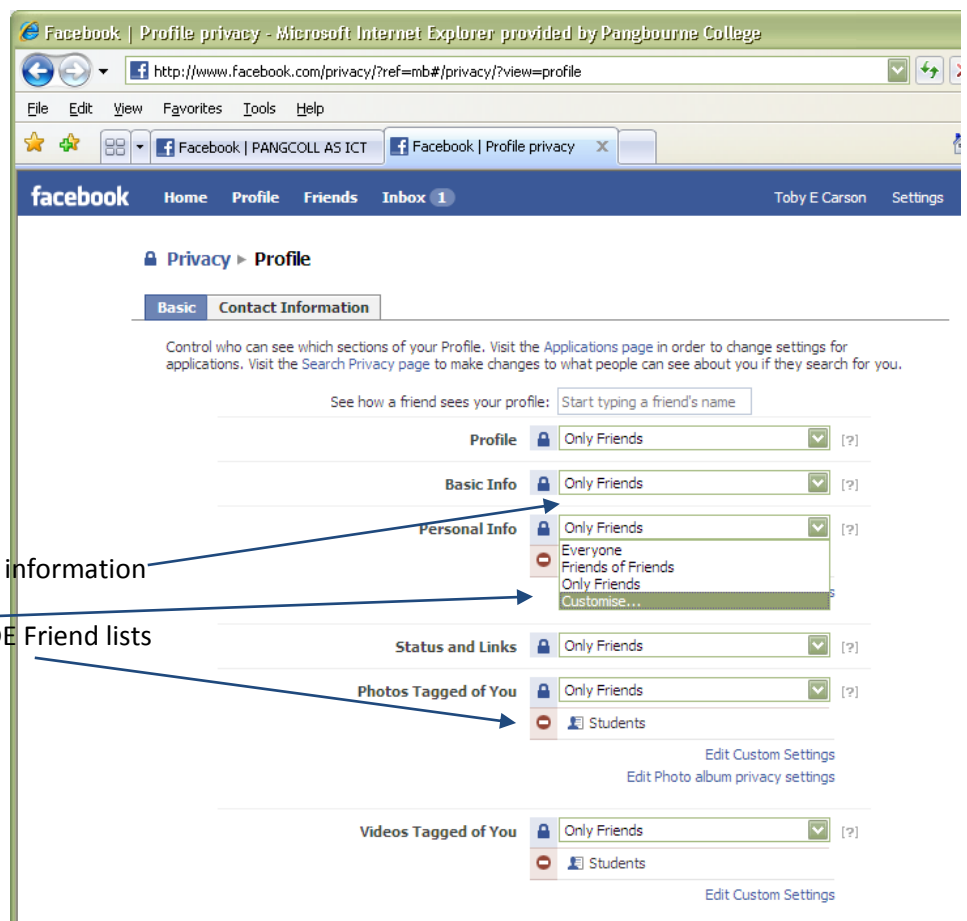 Facebook | Profile privacy - Microsoft Internet Explorer provided by Pangbourne College
http://www.facebook.com/privacy/?ref=mb#/privacy/?view=profile
File Edit View Favorites Tools Help
Facebook | PANGCOLL AS ICT Facebook | Profile privacy X
facebook Home Profile Friends Inbox 1 Toby E Carson Settings
Privacy ▸ Profile
Basic Contact Information
Control who can see which sections of your Profile. Visit the Applications page in order to change settings for
applications. Visit the Search Privacy page to make changes to what people can see about you if they search for you.
See how a friend sees your profile: Start typing a friend's name
Profile Only Friends [?]
Basic Info Only Friends [?]
Personal Info Only Friends [?]
Everyone
information
Friends of Friends
Only Friends
Customise...
Friend lists
Status and Links Only Friends [?]
Photos Tagged of You Only Friends [?]
Students
Edit Custom Settings
Edit Photo album privacy settings
Videos Tagged of You Only Friends [?]
Students
Edit Custom Settings